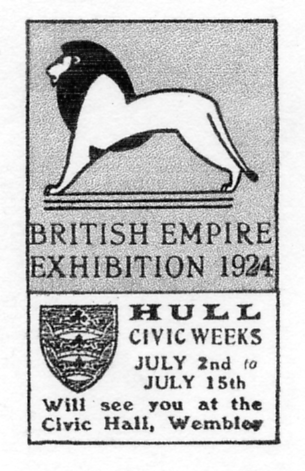 BRITISH EMPIRE
EXHIBITION 1924
HULL
CIVIC WEEKS
JULY 2nd to
JULY 15th
Will see you at the
Civic Hall, Wembley